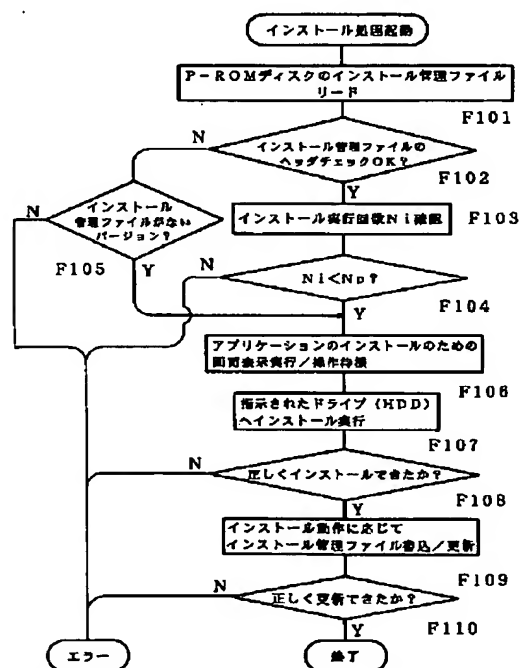 インストール処理起動
P-ROMディスクのインストール管理ファイル
リード
F101
N
インストール管理ファイルの
ヘッダチェックOK?
F102
Y
N
インストール
管理ファイルがない
バージョン?
F105
Y
インストール実行回数Ni確認
F103
N
Ni<Np?
F104
Y
アプリケーションのインストールのための
画面表示実行/操作待機
F106
指示されたドライブ(HDD)
へインストール実行
F107
N
正しくインストールできたか?
F108
Y
インストール動作に応じて
インストール管理ファイル書込/更新
F109
N
正しく更新できたか?
F110
Y
エラー
終了